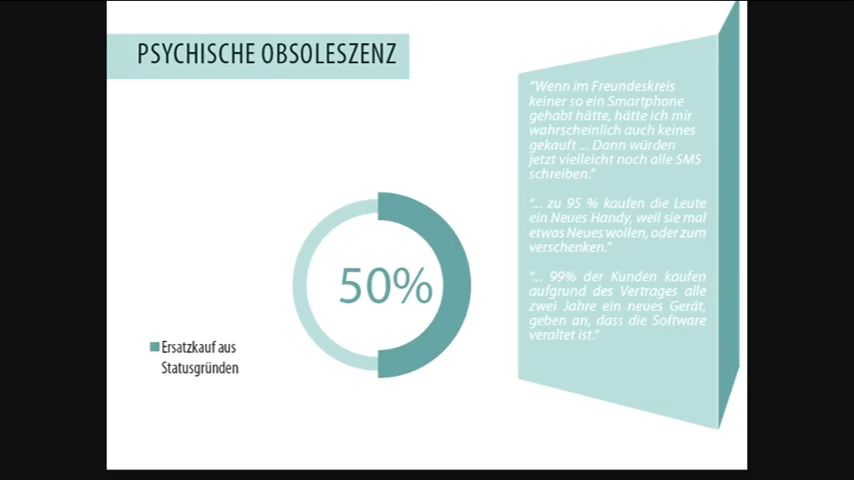 PSYCHISCHE OBSOLESZENZ
"Wenn im Freundeskreis
keiner so ein Smartphone
gehabt hätte, hätte ich mir
wahrscheinlich auch keines
gekauft ... Dann würden
jetzt vielleicht noch alle SMS
schreiben."
"... zu 95 % kaufen die Leute
ein Neues Handy, weil sie mal
etwas Neues wollen, oder zum
verschenken."
"... 99% der Kunden kaufen
aufgrund des Vertrages alle
zwei Jahre ein neues Gerät,
geben an, dass die Software
veraltet ist."
50%
Ersatzkauf aus
Statusgründen